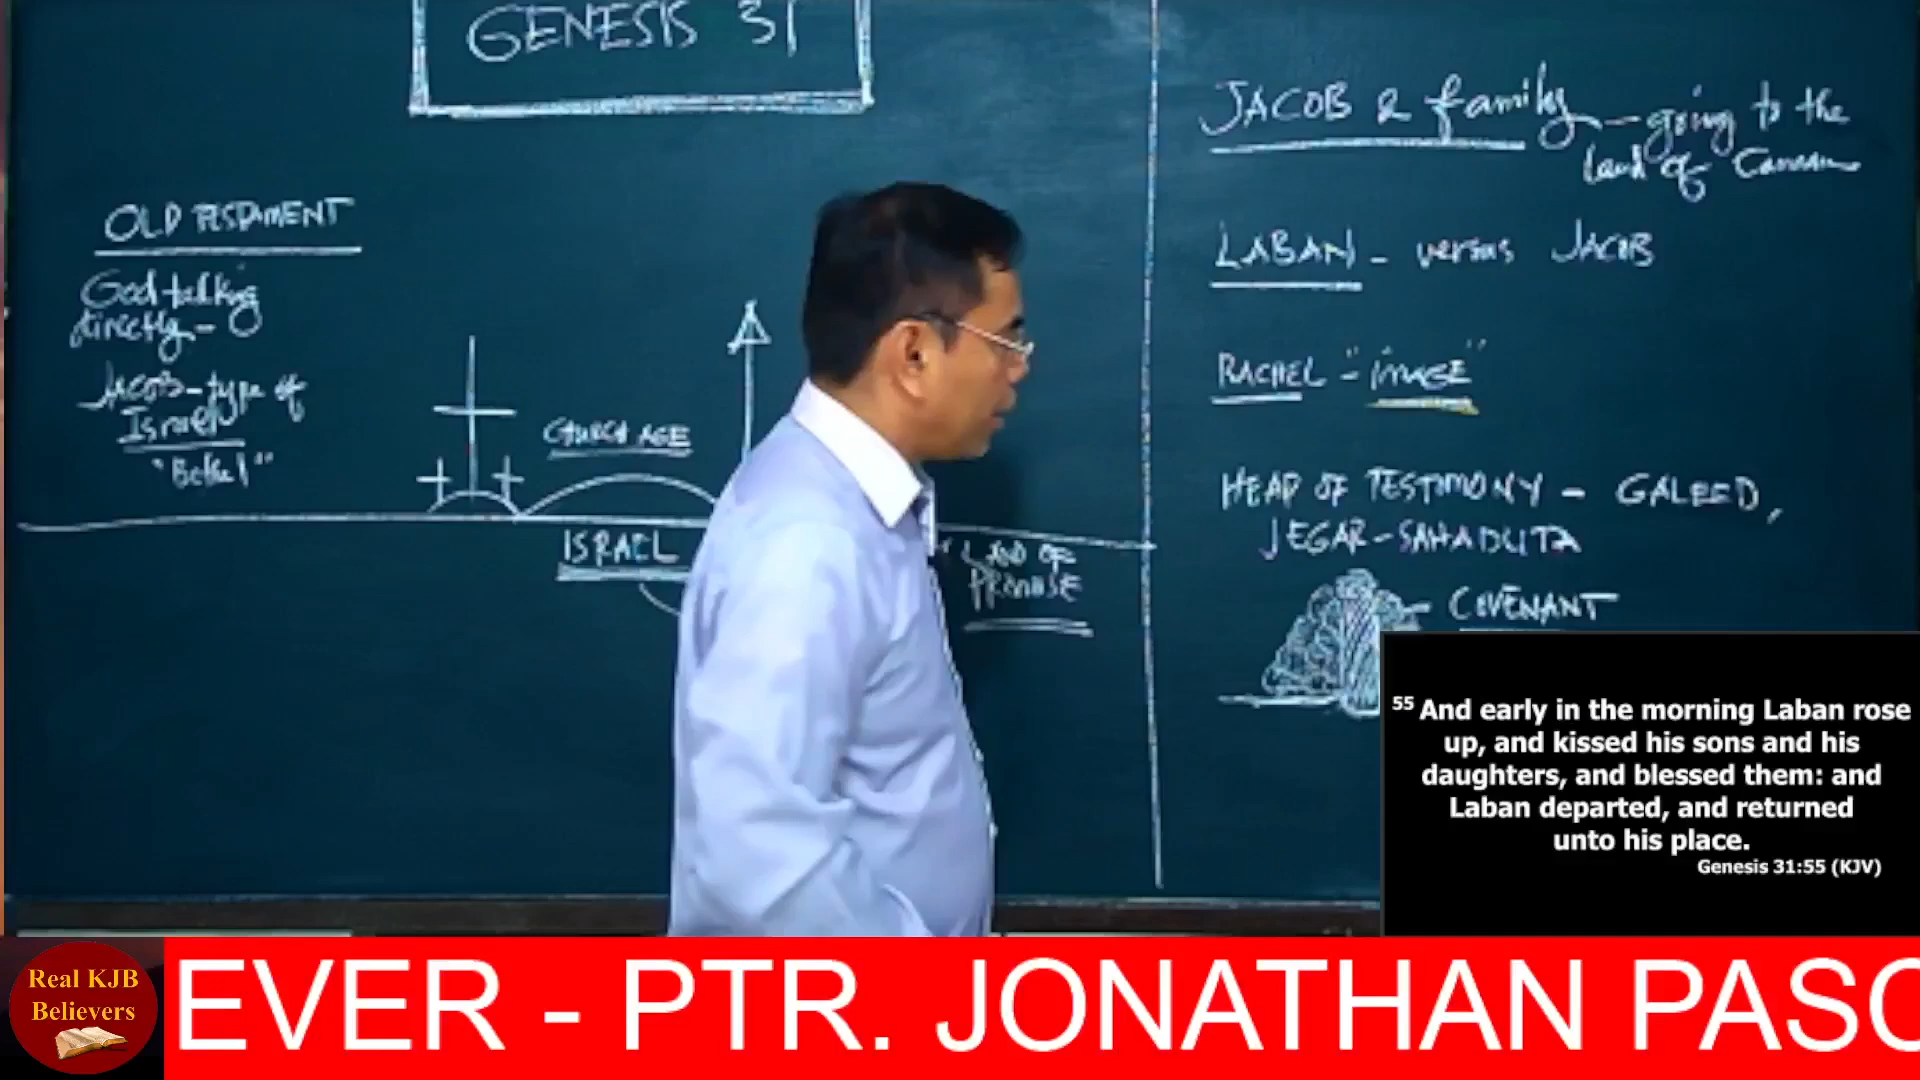 GENESIS 31
OLD TESTAMENT
God talking
directly -
Jacob - type of
Israel
"Bethel"
CHURCH AGE
ISRAEL
LAND OF
PROMISE
JACOB & family - going to the
land of Canaan
LABAN - versus JACOB
RACHEL - "image"
HEAP OF TESTIMONY - GALEED,
JEGAR-SAHADUTA
COVENANT
55 And early in the morning Laban rose
up, and kissed his sons and his
daughters, and blessed them: and
Laban departed, and returned
unto his place.
Genesis 31:55 (KJV)
Real KJB
Believers
EVER - PTR. JONATHAN PASC